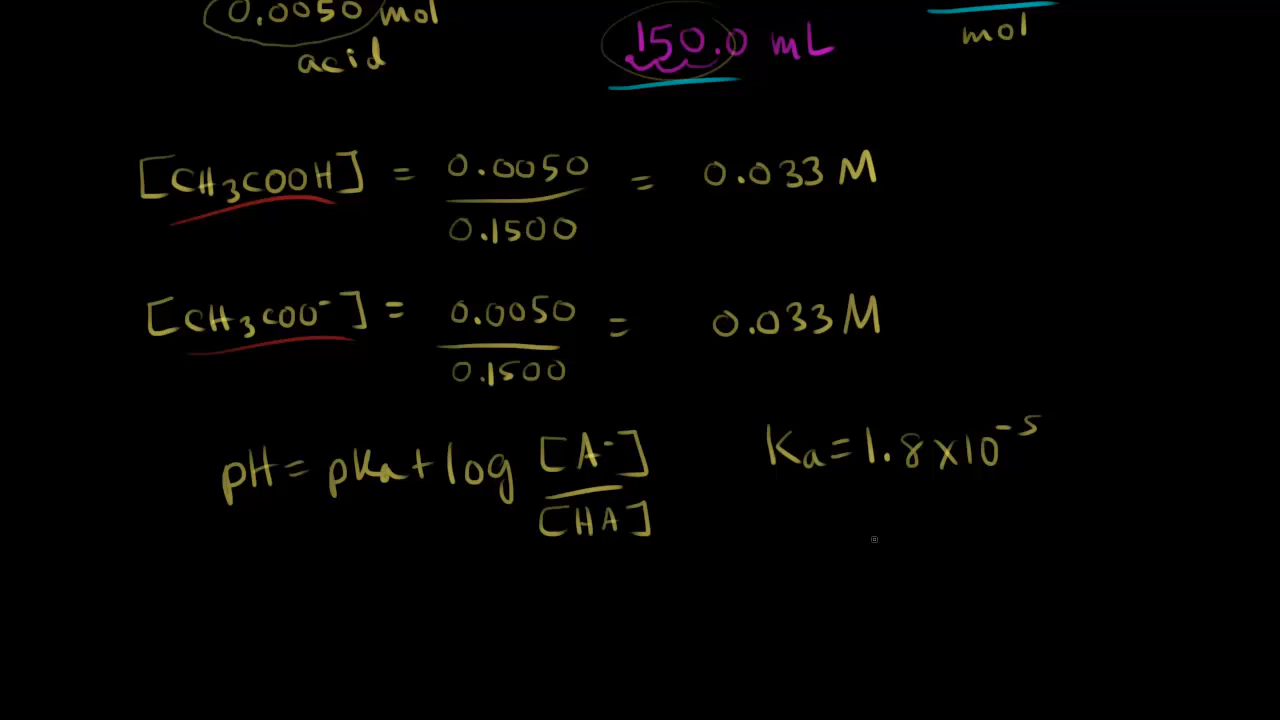 0.0050 mol
acid
150.0 mL
mol
[CH₃COOH] = 0.0050 / 0.1500 = 0.033 M
[CH₃COO⁻] = 0.0050 / 0.1500 = 0.033 M
pH = pKa + log [A⁻] / [HA]
Ka = 1.8 × 10⁻⁵